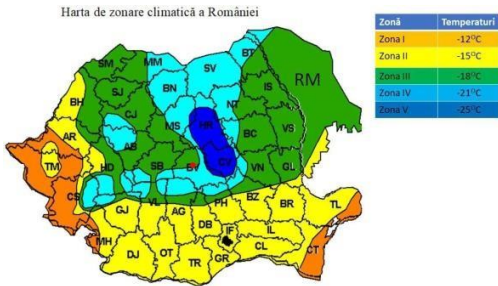 Harta de zonare climatică a României
Zonă Temperaturi
Zona I -12°C
Zona II -15°C
Zona III -18°C
Zona IV -21°C
Zona V -25°C
MM
BT
SM
SV
RM
BH
SJ
BN
IS
CJ
NT
AR
MS
HR
BC
VS
AB
TM
HD
SB
BV
CV
VN
GL
CS
VL
PH
BZ
BR
TL
GJ
AG
DB
IF
IL
MH
CL
CT
DJ
OT
TR
GR